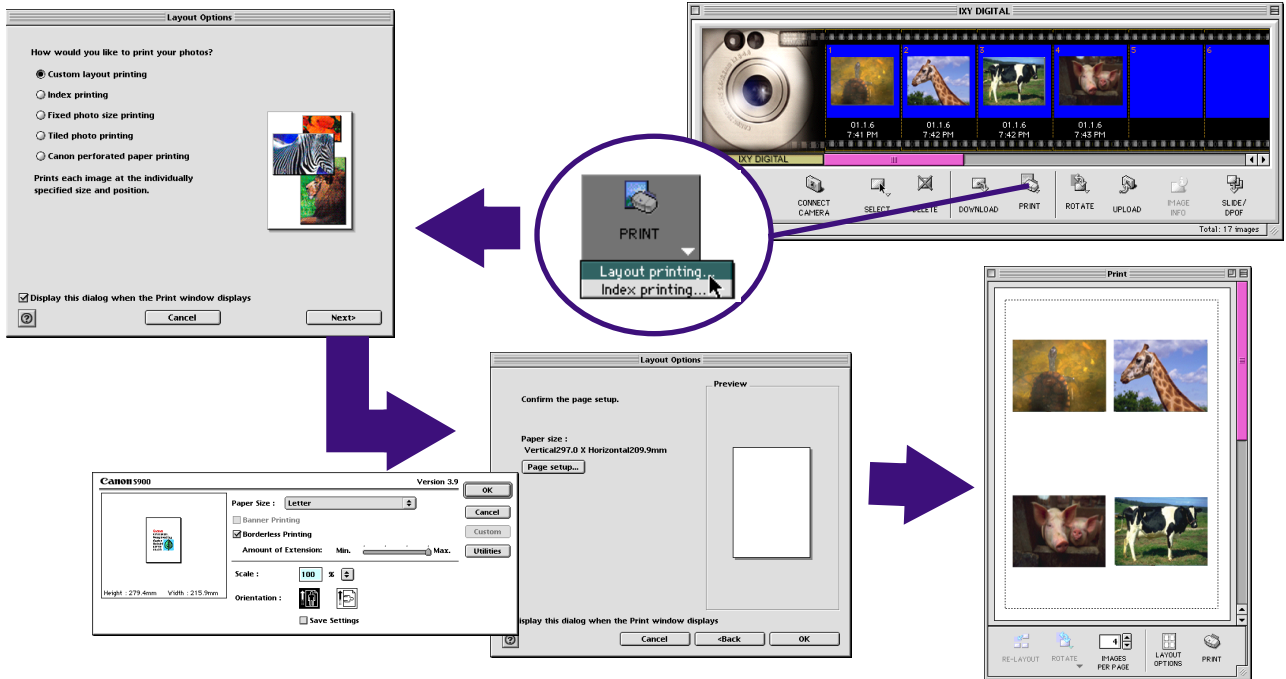 Layout Options
How would you like to print your photos?
Custom layout printing
Index printing
Fixed photo size printing
Tiled photo printing
Canon perforated paper printing
Prints each image at the individually
specified size and position.
Display this dialog when the Print window displays
?
Cancel
Next>
IXY DIGITAL
1
2
3
4
5
6
01.1.6
7:41 PM
01.1.6
7:42 PM
01.1.6
7:42 PM
01.1.6
7:43 PM
IXY DIGITAL
CONNECT
CAMERA
SELECT
DELETE
DOWNLOAD
PRINT
ROTATE
UPLOAD
IMAGE
INFO
SLIDE/
DPOF
Total: 17 images
PRINT
Layout printing...
Index printing...
Layout Options
Confirm the page setup.
Paper size :
Vertical297.0 X Horizontal209.9mm
Page setup...
Preview
isplay this dialog when the Print window displays
?
Cancel
<Back
OK
Canon S900
Version 3.9
Height : 279.4mm Width : 215.9mm
Paper Size : Letter
Banner Printing
Borderless Printing
Amount of Extension: Min. Max.
Scale : 100 %
Orientation :
Save Settings
OK
Cancel
Custom
Utilities
Print
RE-LAYOUT
ROTATE
4
IMAGES
PER PAGE
LAYOUT
OPTIONS
PRINT